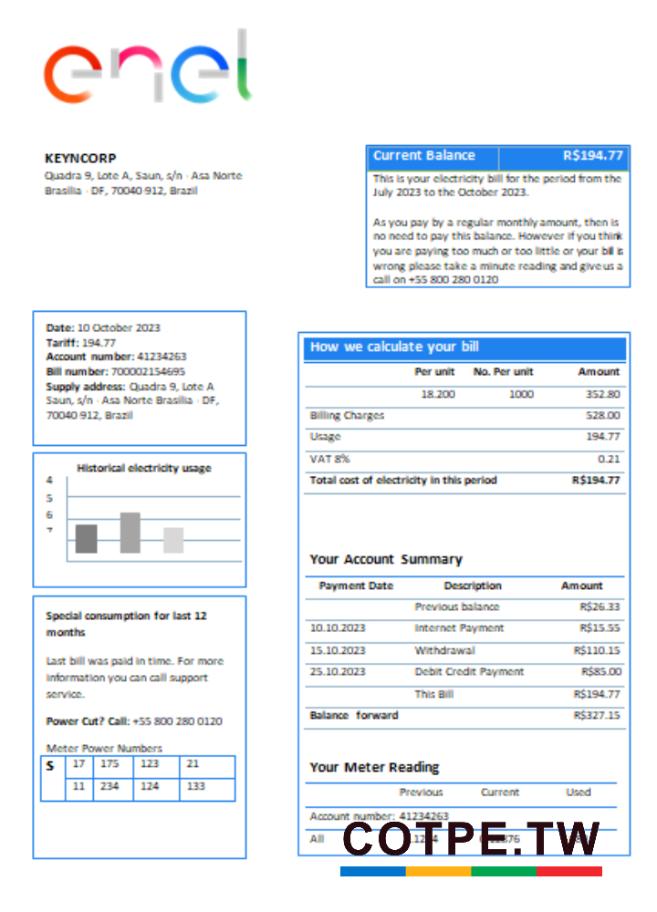 enel
KEYNCORP
Quadra 9, Lote A, Saun, s/n · Asa Norte
Brasilia · DF, 70040-912, Brazil
Current Balance R$194.77
This is your electricity bill for the period from the
July 2023 to the October 2023.
As you pay by a regular monthly amount, then is
no need to pay this balance. However if you think
you are paying too much or too little or your bill is
wrong please take a minute reading and give us a
call on +55 800 280 0120
Date: 10 October 2023
Tariff: 194.77
Account number: 41234263
Bill number: 700002154695
Supply address: Quadra 9, Lote A
Saun, s/n · Asa Norte Brasilia · DF,
70040-912, Brazil
Historical electricity usage
4
5
6
7
Special consumption for last 12
months
Last bill was paid in time. For more
information you can call support
service.
Power Cut? Call: +55 800 280 0120
Meter Power Numbers
S 17 175 123 21
11 234 124 133
How we calculate your bill
Per unit No. Per unit Amount
18.200 1000 352.80
Billing Charges 528.00
Usage 194.77
VAT 8% 0.21
Total cost of electricity in this period R$194.77
Your Account Summary
Payment Date Description Amount
Previous balance R$26.33
10.10.2023 Internet Payment R$15.55
15.10.2023 Withdrawal R$110.15
25.10.2023 Debit Credit Payment R$85.00
This Bill R$194.77
Balance forward R$327.15
Your Meter Reading
Previous Current Used
Account number: 41234263
All
COTPE.TW